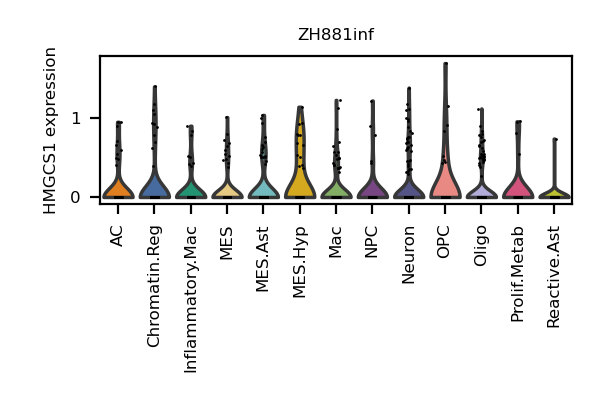 ZH881inf
HMGCS1 expression
1
0
AC
Chromatin.Reg
Inflammatory.Mac
MES
MES.Ast
MES.Hyp
Mac
NPC
Neuron
OPC
Oligo
Prolif.Metab
Reactive.Ast